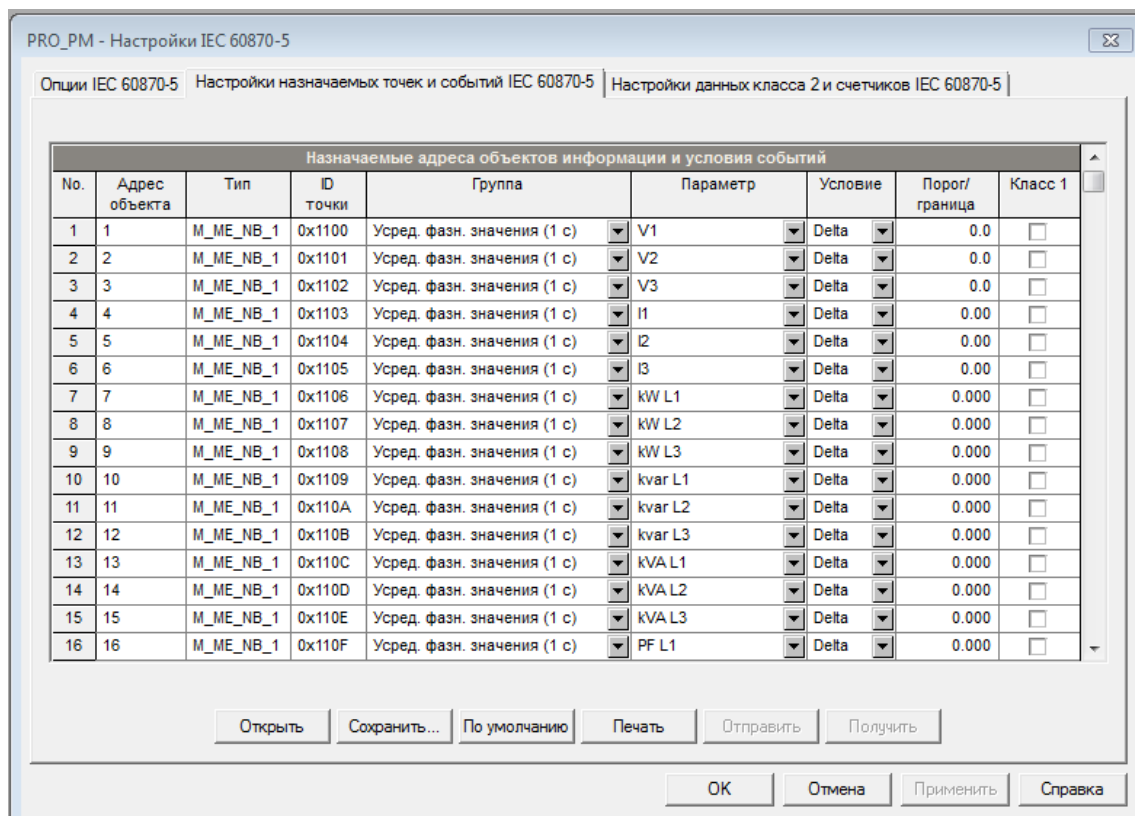 PRO_PM - Настройки IEC 60870-5
Опции IEC 60870-5 Настройки назначаемых точек и событий IEC 60870-5 Настройки данных класса 2 и счетчиков IEC 60870-5
Назначаемые адреса объектов информации и условия событий
No. Адрес объекта Тип ID точки Группа Параметр Условие Порог/ граница Класс 1
1 1 M_ME_NB_1 0x1100 Усред. фазн. значения (1 с) V1 Delta 0.0
2 2 M_ME_NB_1 0x1101 Усред. фазн. значения (1 с) V2 Delta 0.0
3 3 M_ME_NB_1 0x1102 Усред. фазн. значения (1 с) V3 Delta 0.0
4 4 M_ME_NB_1 0x1103 Усред. фазн. значения (1 с) I1 Delta 0.00
5 5 M_ME_NB_1 0x1104 Усред. фазн. значения (1 с) I2 Delta 0.00
6 6 M_ME_NB_1 0x1105 Усред. фазн. значения (1 с) I3 Delta 0.00
7 7 M_ME_NB_1 0x1106 Усред. фазн. значения (1 с) kW L1 Delta 0.000
8 8 M_ME_NB_1 0x1107 Усред. фазн. значения (1 с) kW L2 Delta 0.000
9 9 M_ME_NB_1 0x1108 Усред. фазн. значения (1 с) kW L3 Delta 0.000
10 10 M_ME_NB_1 0x1109 Усред. фазн. значения (1 с) kvar L1 Delta 0.000
11 11 M_ME_NB_1 0x110A Усред. фазн. значения (1 с) kvar L2 Delta 0.000
12 12 M_ME_NB_1 0x110B Усред. фазн. значения (1 с) kvar L3 Delta 0.000
13 13 M_ME_NB_1 0x110C Усред. фазн. значения (1 с) kVA L1 Delta 0.000
14 14 M_ME_NB_1 0x110D Усред. фазн. значения (1 с) kVA L2 Delta 0.000
15 15 M_ME_NB_1 0x110E Усред. фазн. значения (1 с) kVA L3 Delta 0.000
16 16 M_ME_NB_1 0x110F Усред. фазн. значения (1 с) PF L1 Delta 0.000
Открыть Сохранить... По умолчанию Печать Отправить Получить
OK Отмена Применить Справка